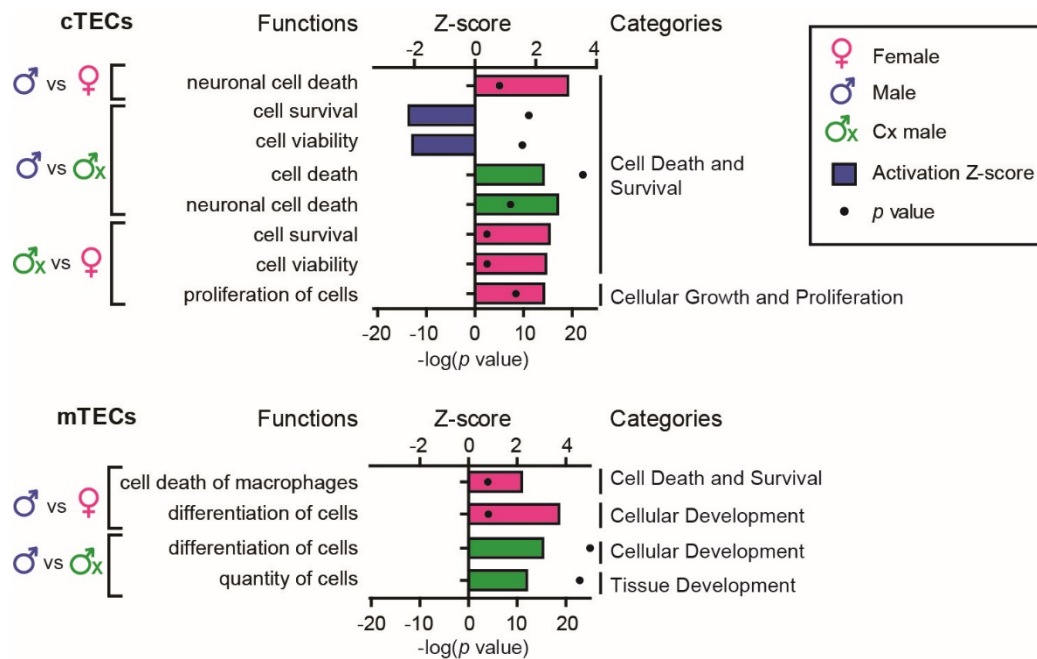 cTECs Functions Z-score Categories
-2 0 2 4
vs neuronal cell death
cell survival
cell viability
vs cell death
neuronal cell death
Cell Death and
Survival
cell survival
vs cell viability
proliferation of cells Cellular Growth and Proliferation
-20 -10 0 10 20
-log(p value)
Female
Male
X Cx male
Activation Z-score
p value
mTECs Functions Z-score Categories
-2 0 2 4
cell death of macrophages Cell Death and Survival
vs differentiation of cells Cellular Development
vs differentiation of cells Cellular Development
quantity of cells Tissue Development
-20 -10 0 10 20
-log(p value)